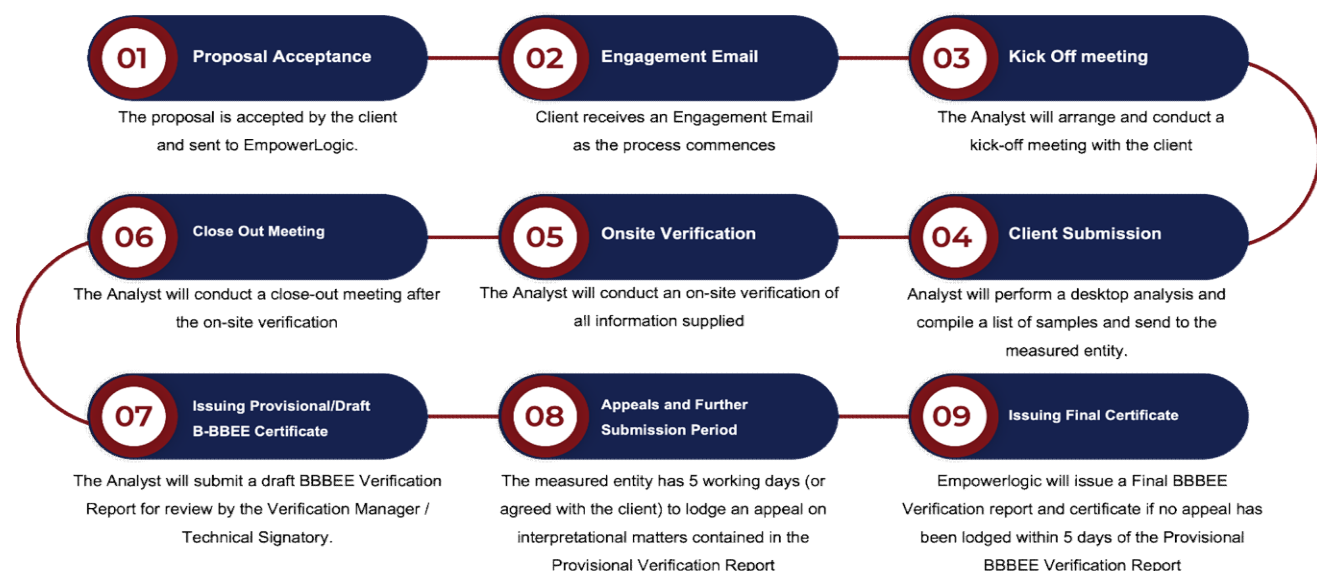 01
Proposal Acceptance
The proposal is accepted by the client
and sent to EmpowerLogic.
02
Engagement Email
Client receives an Engagement Email
as the process commences
03
Kick Off meeting
The Analyst will arrange and conduct a
kick-off meeting with the client
04
Client Submission
Analyst will perform a desktop analysis and
compile a list of samples and send to the
measured entity.
05
Onsite Verification
The Analyst will conduct an on-site verification of
all information supplied
06
Close Out Meeting
The Analyst will conduct a close-out meeting after
the on-site verification
07
Issuing Provisional/Draft
B-BBEE Certificate
The Analyst will submit a draft BBBEE Verification
Report for review by the Verification Manager /
Technical Signatory.
08
Appeals and Further
Submission Period
The measured entity has 5 working days (or
agreed with the client) to lodge an appeal on
interpretational matters contained in the
Provisional Verification Report
09
Issuing Final Certificate
Empowerlogic will issue a Final BBBEE
Verification report and certificate if no appeal has
been lodged within 5 days of the Provisional
BBBEE Verification Report